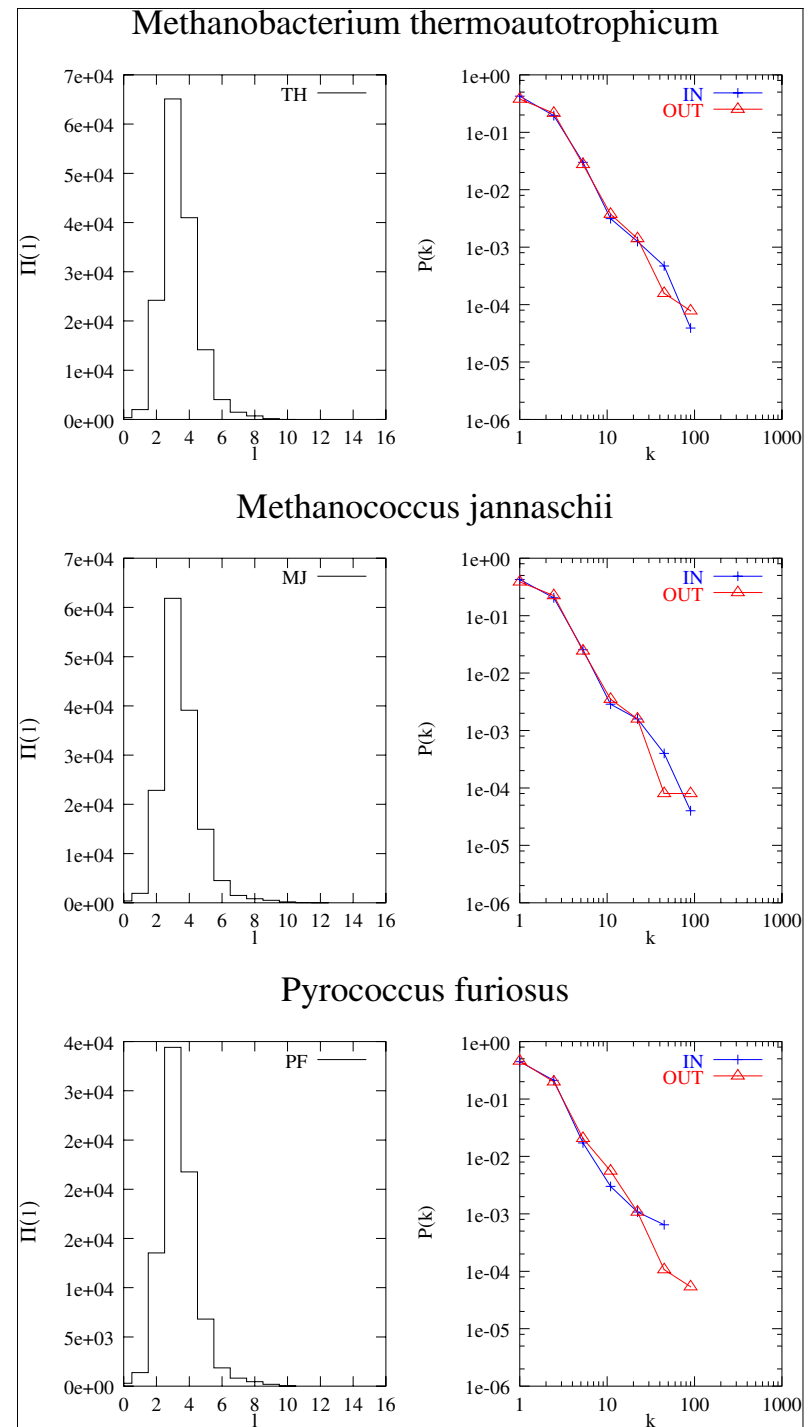 Methanobacterium thermoautotrophicum
7e+04
6e+04
5e+04
4e+04
3e+04
2e+04
1e+04
0e+00
0 2 4 6 8 10 12 14 16
l
Π(l)
TH
1e+00
1e-01
1e-02
1e-03
1e-04
1e-05
1e-06
1 10 100 1000
k
P(k)
IN
OUT
Methanococcus jannaschii
7e+04
6e+04
5e+04
4e+04
3e+04
2e+04
1e+04
0e+00
0 2 4 6 8 10 12 14 16
l
Π(l)
MJ
1e+00
1e-01
1e-02
1e-03
1e-04
1e-05
1e-06
1 10 100 1000
k
P(k)
IN
OUT
Pyrococcus furiosus
4e+04
3e+04
2e+04
2e+04
2e+04
1e+04
5e+03
0e+00
0 2 4 6 8 10 12 14 16
l
Π(l)
PF
1e+00
1e-01
1e-02
1e-03
1e-04
1e-05
1e-06
1 10 100 1000
k
P(k)
IN
OUT